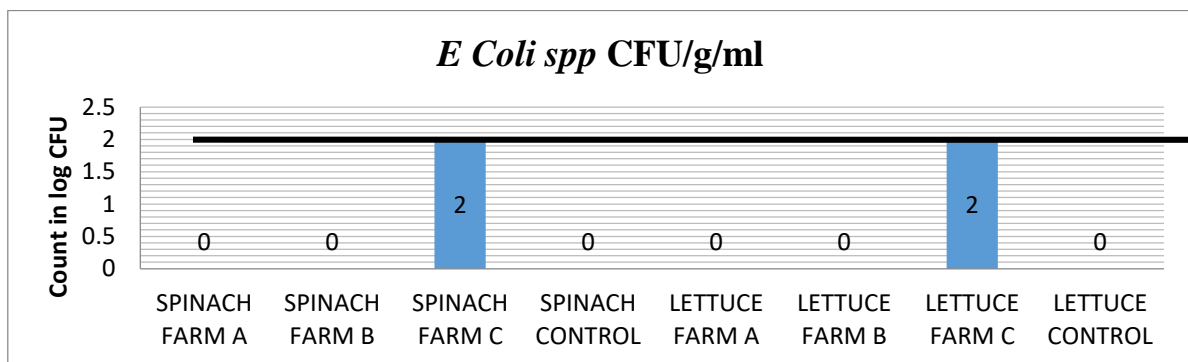 E Coli spp CFU/g/ml
Count in log CFU
2.5
2
1.5
1
0.5
0
0 0 2 0 0 0 2 0
SPINACH FARM A
SPINACH FARM B
SPINACH FARM C
SPINACH CONTROL
LETTUCE FARM A
LETTUCE FARM B
LETTUCE FARM C
LETTUCE CONTROL